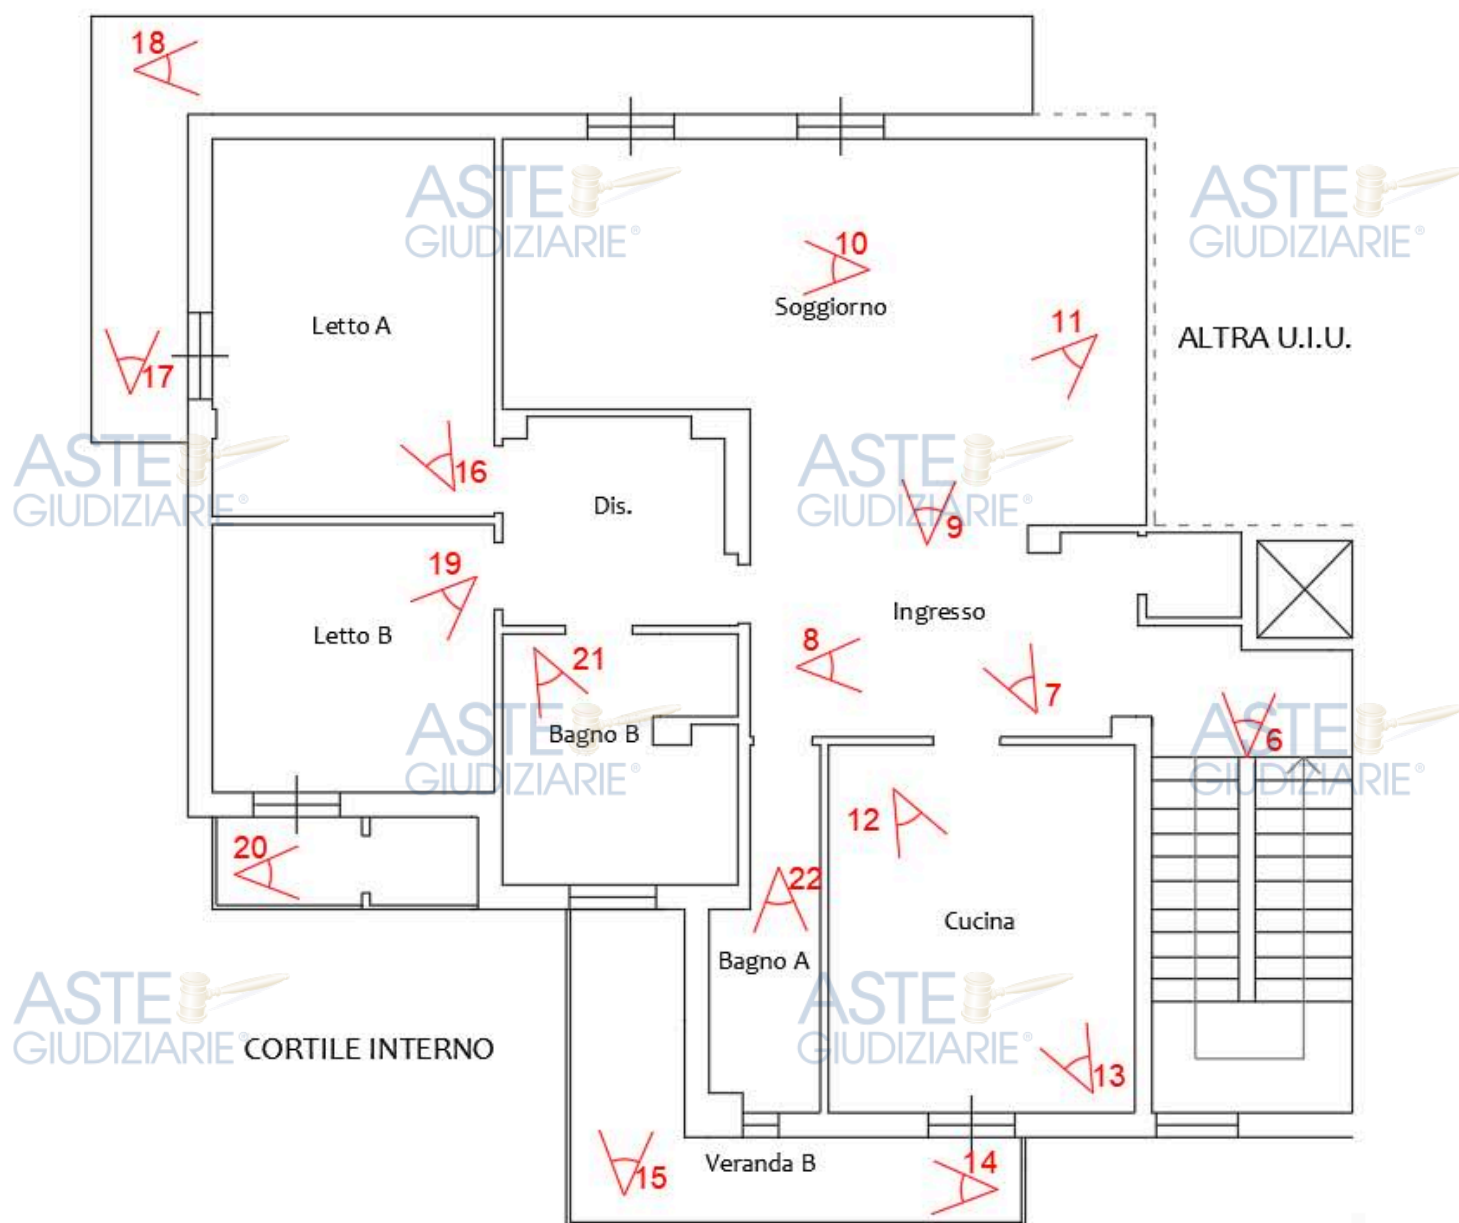 18
ASTE
GIUDIZIARIE®
ASTE
GIUDIZIARIE®
10
Soggiorno
Letto A
11
ALTRA U.I.U.
17
ASTE
GIUDIZIARIE®
16
ASTE
GIUDIZIARIE®
Dis.
9
19
Ingresso
Letto B
8
21
7
ASTE
GIUDIZIARIE®
Bagno B
ASTE
GIUDIZIARIE®
6
12
20
22
Cucina
Bagno A
ASTE
GIUDIZIARIE®
CORTILE INTERNO
ASTE
GIUDIZIARIE®
13
Veranda B
14
15